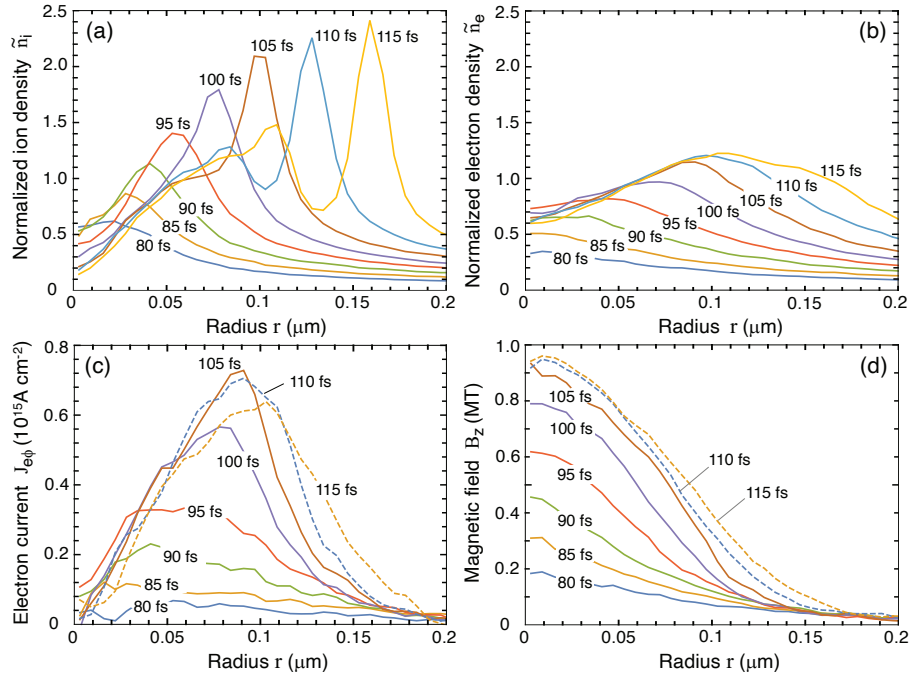 (a)
Normalized ion density ñi
2.5
2.0
1.5
1.0
0.5
0
80 fs
85 fs
90 fs
95 fs
100 fs
105 fs
110 fs
115 fs
0
0.05
0.1
0.15
0.2
Radius r (μm)
(b)
Normalized electron density ñe
2.5
2.0
1.5
1.0
0.5
0
80 fs
85 fs
90 fs
95 fs
100 fs
105 fs
110 fs
115 fs
0
0.05
0.1
0.15
0.2
Radius r (μm)
(c)
Electron current Jeϕ (10¹⁵A cm⁻²)
0.8
0.6
0.4
0.2
0
80 fs
85 fs
90 fs
95 fs
100 fs
105 fs
110 fs
115 fs
0
0.05
0.1
0.15
0.2
Radius r (μm)
(d)
Magnetic field Bz (MT)
1.0
0.8
0.6
0.4
0.2
0
80 fs
85 fs
90 fs
95 fs
100 fs
105 fs
110 fs
115 fs
0
0.05
0.1
0.15
0.2
Radius r (μm)